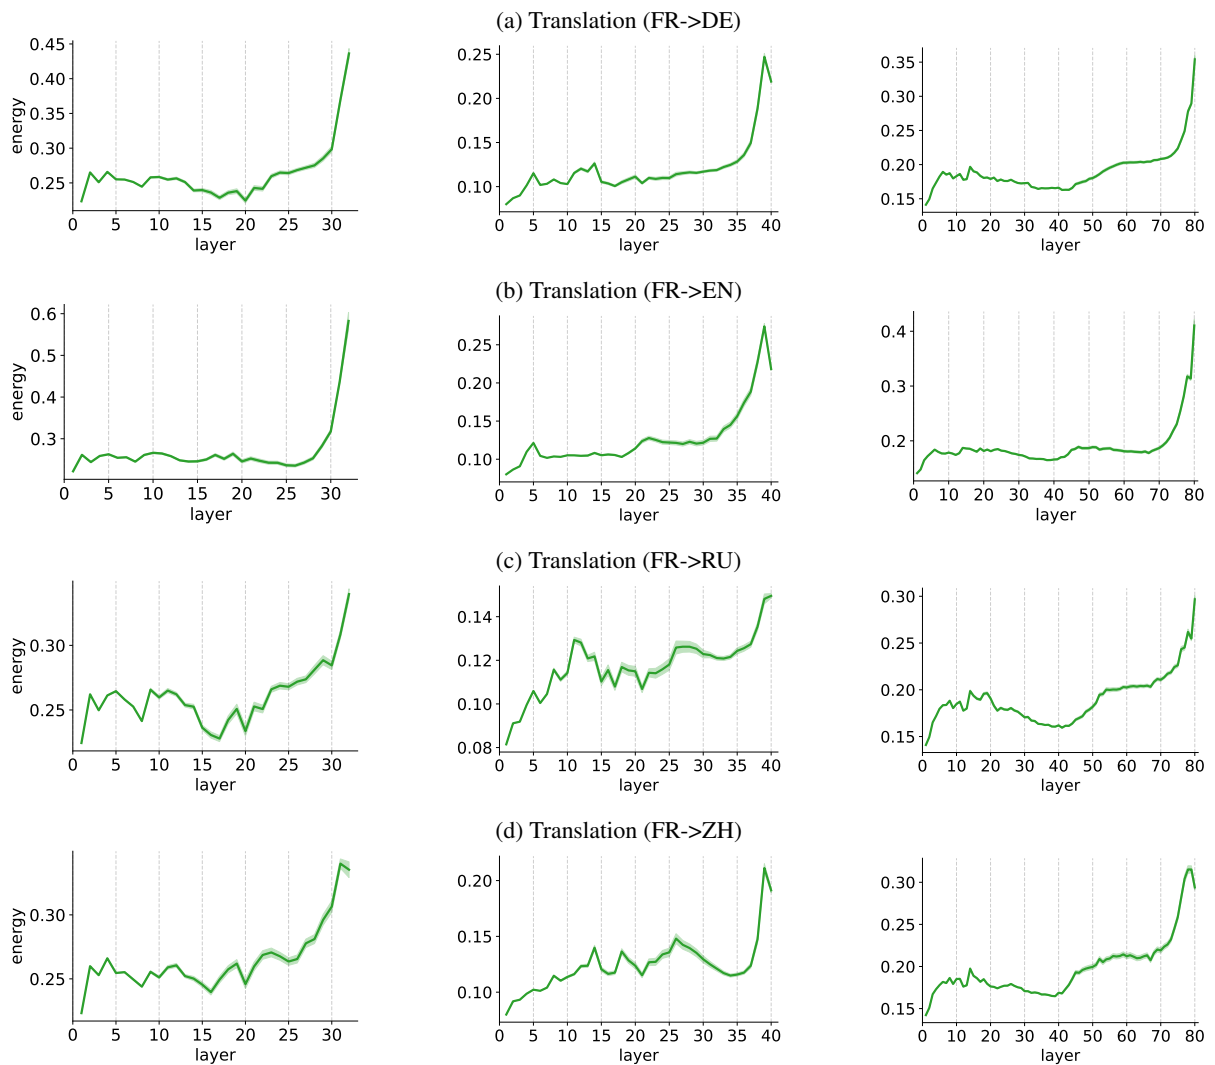 (a) Translation (FR->DE)
0.45
0.40
0.35
0.30
0.25
energy
0 5 10 15 20 25 30
layer
0.25
0.20
0.15
0.10
0 5 10 15 20 25 30 35 40
layer
0.35
0.30
0.25
0.20
0.15
0 10 20 30 40 50 60 70 80
layer
(b) Translation (FR->EN)
0.6
0.5
0.4
0.3
energy
0 5 10 15 20 25 30
layer
0.25
0.20
0.15
0.10
0 5 10 15 20 25 30 35 40
layer
0.4
0.3
0.2
0 10 20 30 40 50 60 70 80
layer
(c) Translation (FR->RU)
0.30
0.25
energy
0 5 10 15 20 25 30
layer
0.14
0.12
0.10
0.08
0 5 10 15 20 25 30 35 40
layer
0.30
0.25
0.20
0.15
0 10 20 30 40 50 60 70 80
layer
(d) Translation (FR->ZH)
0.30
0.25
energy
0 5 10 15 20 25 30
layer
0.20
0.15
0.10
0 5 10 15 20 25 30 35 40
layer
0.30
0.25
0.20
0.15
0 10 20 30 40 50 60 70 80
layer